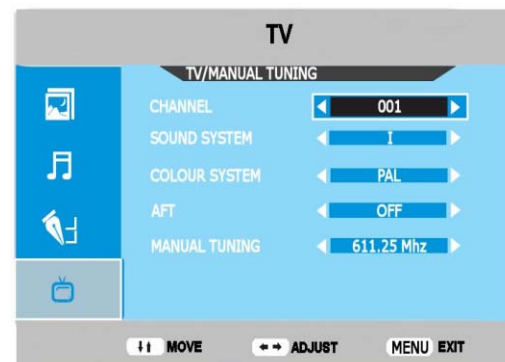 TV
TV/MANUAL TUNING
CHANNEL 001
SOUND SYSTEM I
COLOUR SYSTEM PAL
AFT OFF
MANUAL TUNING 611.25 Mhz
MOVE ADJUST MENU EXIT